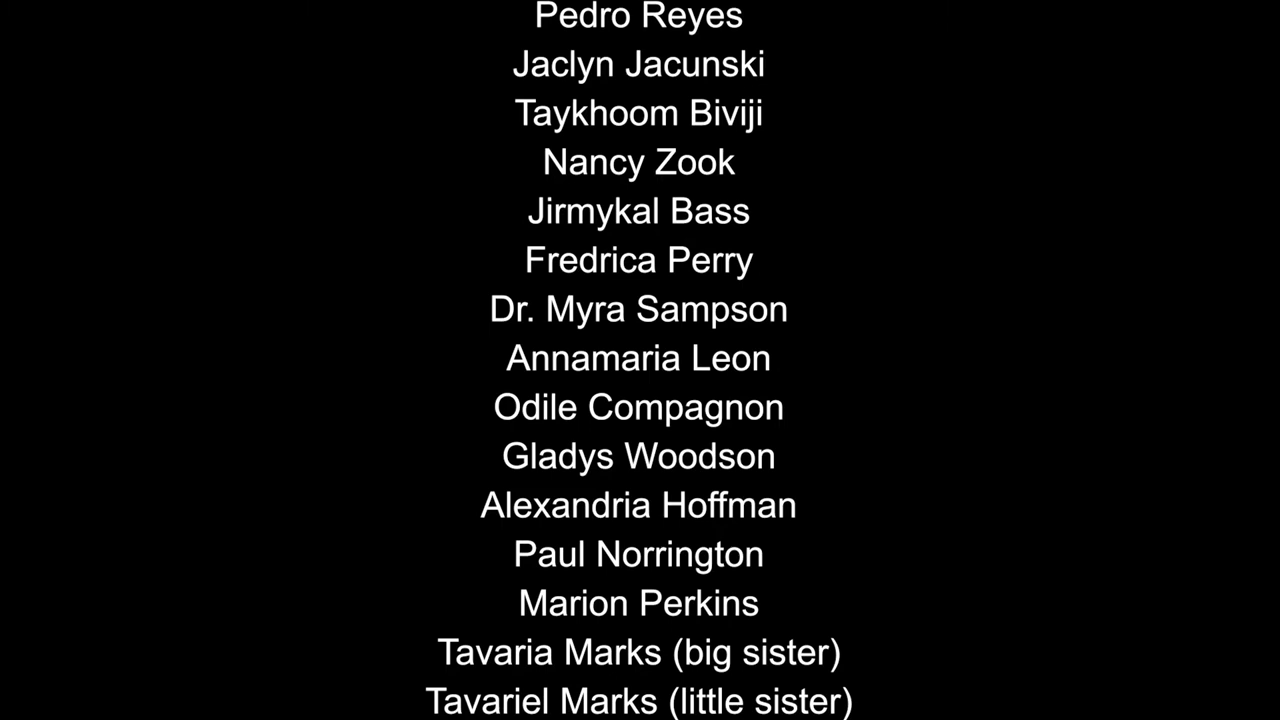 Pedro Reyes
Jaclyn Jacunski
Taykhoom Biviji
Nancy Zook
Jirmykal Bass
Fredrica Perry
Dr. Myra Sampson
Annamaria Leon
Odile Compagnon
Gladys Woodson
Alexandria Hoffman
Paul Norrington
Marion Perkins
Tavaria Marks (big sister)
Tavariel Marks (little sister)